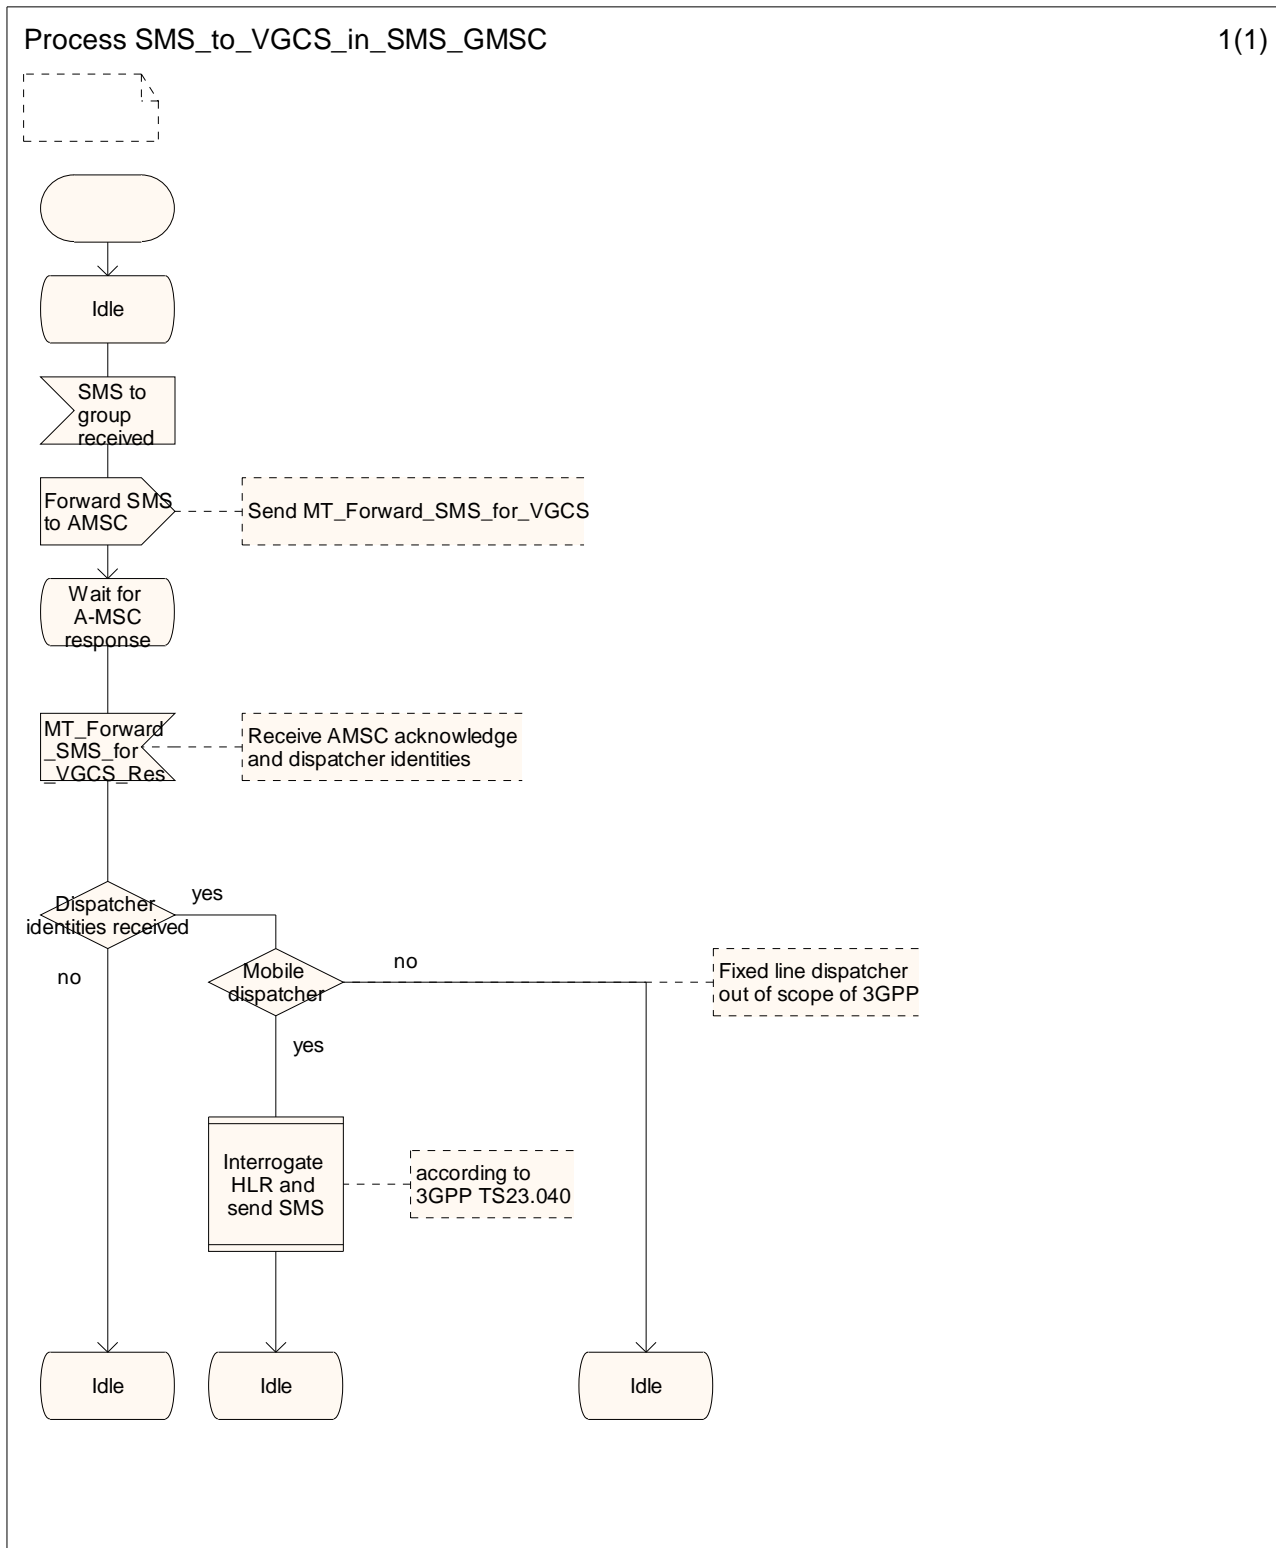 Process SMS_to_VGCS_in_SMS_GMSC
1(1)
Idle
SMS to
group
received
Forward SMS
to AMSC
Send MT_Forward_SMS_for_VGCS
Wait for
A-MSC
response
MT_Forward
_SMS_for
_VGCS_Res
Receive AMSC acknowledge
and dispatcher identities
Dispatcher
identities received
yes
no
Mobile
dispatcher
no
Fixed line dispatcher
out of scope of 3GPP
yes
Interrogate
HLR and
send SMS
according to
3GPP TS23.040
Idle
Idle
Idle